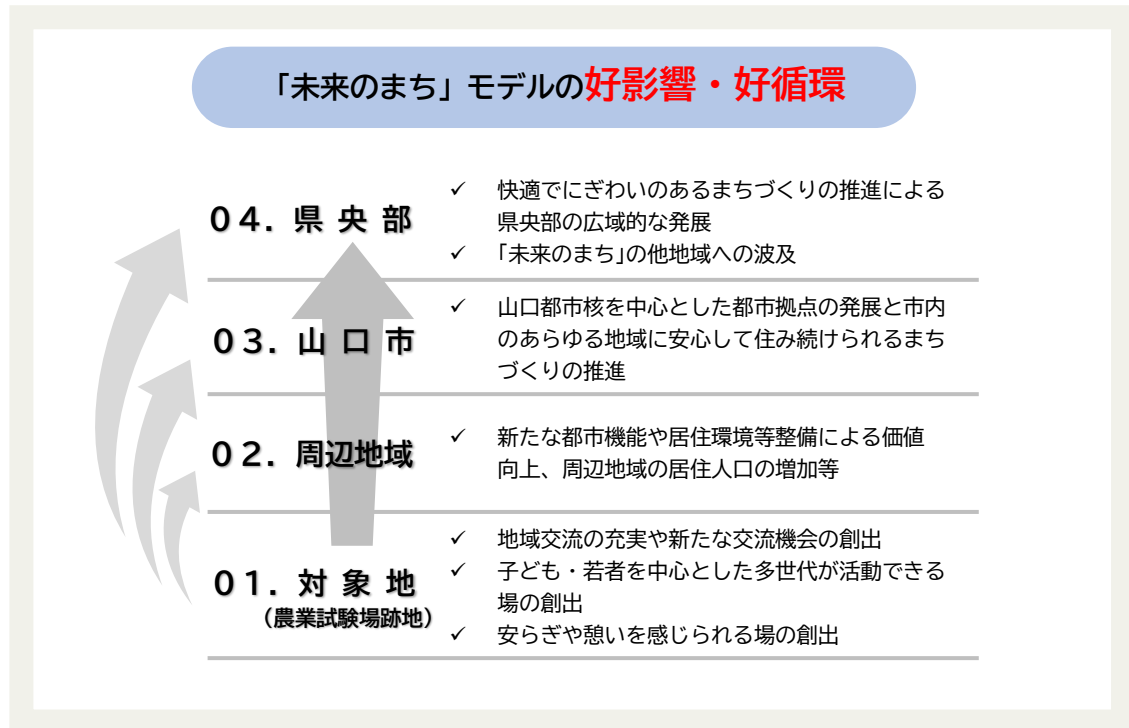 「未来のまち」モデルの好影響・好循環
04. 県央部
✓ 快適でにぎわいのあるまちづくりの推進による
県央部の広域的な発展
✓ 「未来のまち」の他地域への波及
03. 山口市
✓ 山口都市核を中心とした都市拠点の発展と市内
のあらゆる地域に安心して住み続けられるまち
づくりの推進
02. 周辺地域
✓ 新たな都市機能や居住環境等整備による価値
向上、周辺地域の居住人口の増加等
01. 対象地
（農業試験場跡地）
✓ 地域交流の充実や新たな交流機会の創出
✓ 子ども・若者を中心とした多世代が活動できる
場の創出
✓ 安らぎや憩いを感じられる場の創出